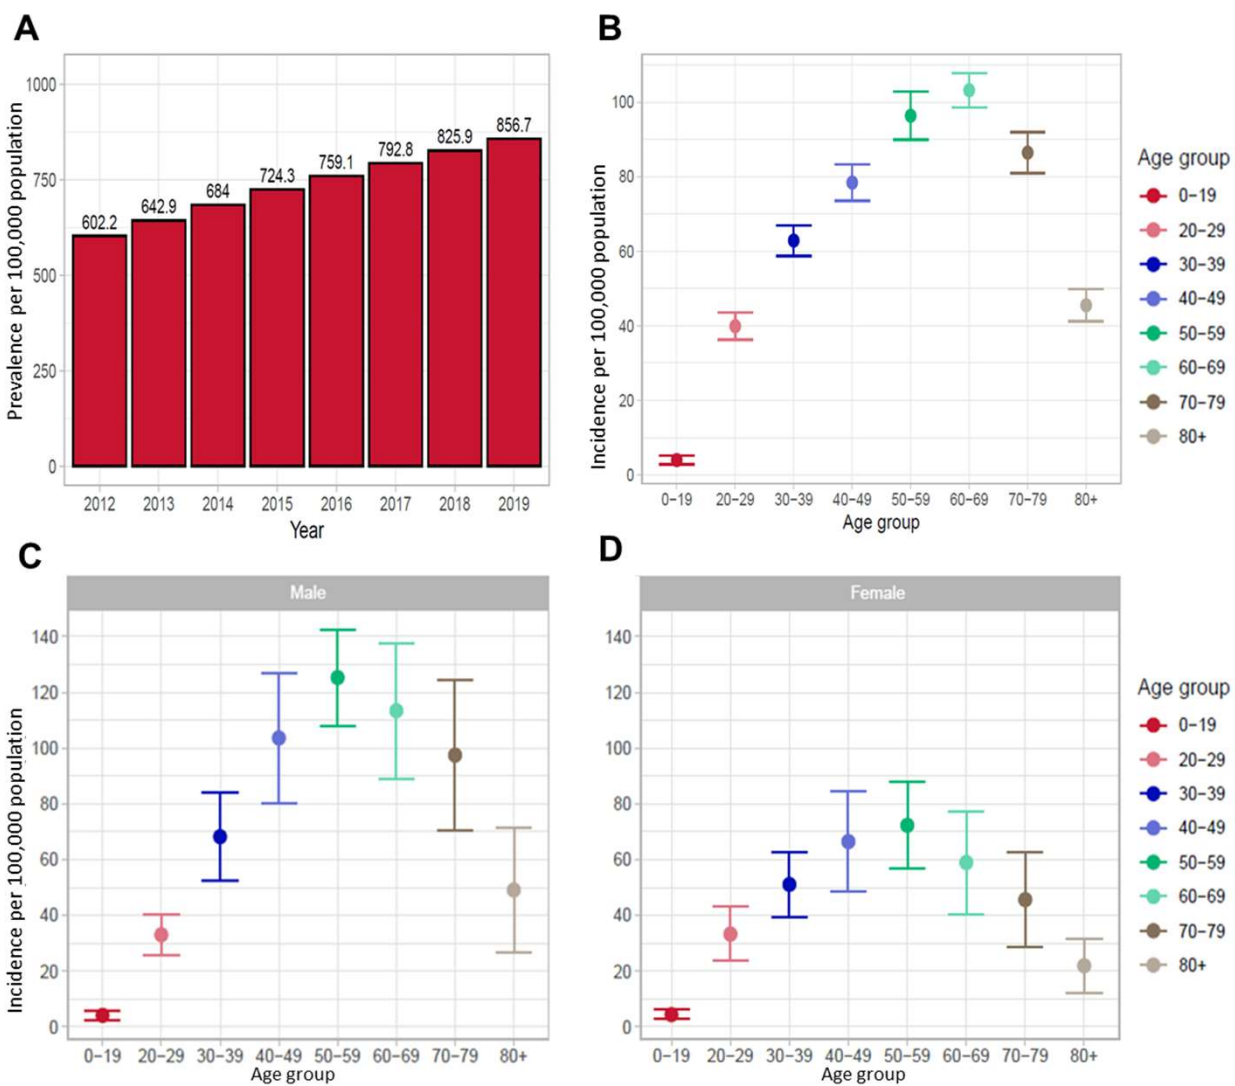 A
Prevalence per 100,000 population
1000
750
500
250
0
602.2
642.9
684
724.3
759.1
792.8
825.9
856.7
2012 2013 2014 2015 2016 2017 2018 2019
Year
B
Incidence per 100,000 population
100
80
60
40
20
0
0−19 20−29 30−39 40−49 50−59 60−69 70−79 80+
Age group
Age group
0−19
20−29
30−39
40−49
50−59
60−69
70−79
80+
C
Male
Incidence per 100,000 population
140
120
100
80
60
40
20
0
0−19 20−29 30−39 40−49 50−59 60−69 70−79 80+
Age group
D
Female
140
120
100
80
60
40
20
0
0−19 20−29 30−39 40−49 50−59 60−69 70−79 80+
Age group
Age group
0−19
20−29
30−39
40−49
50−59
60−69
70−79
80+